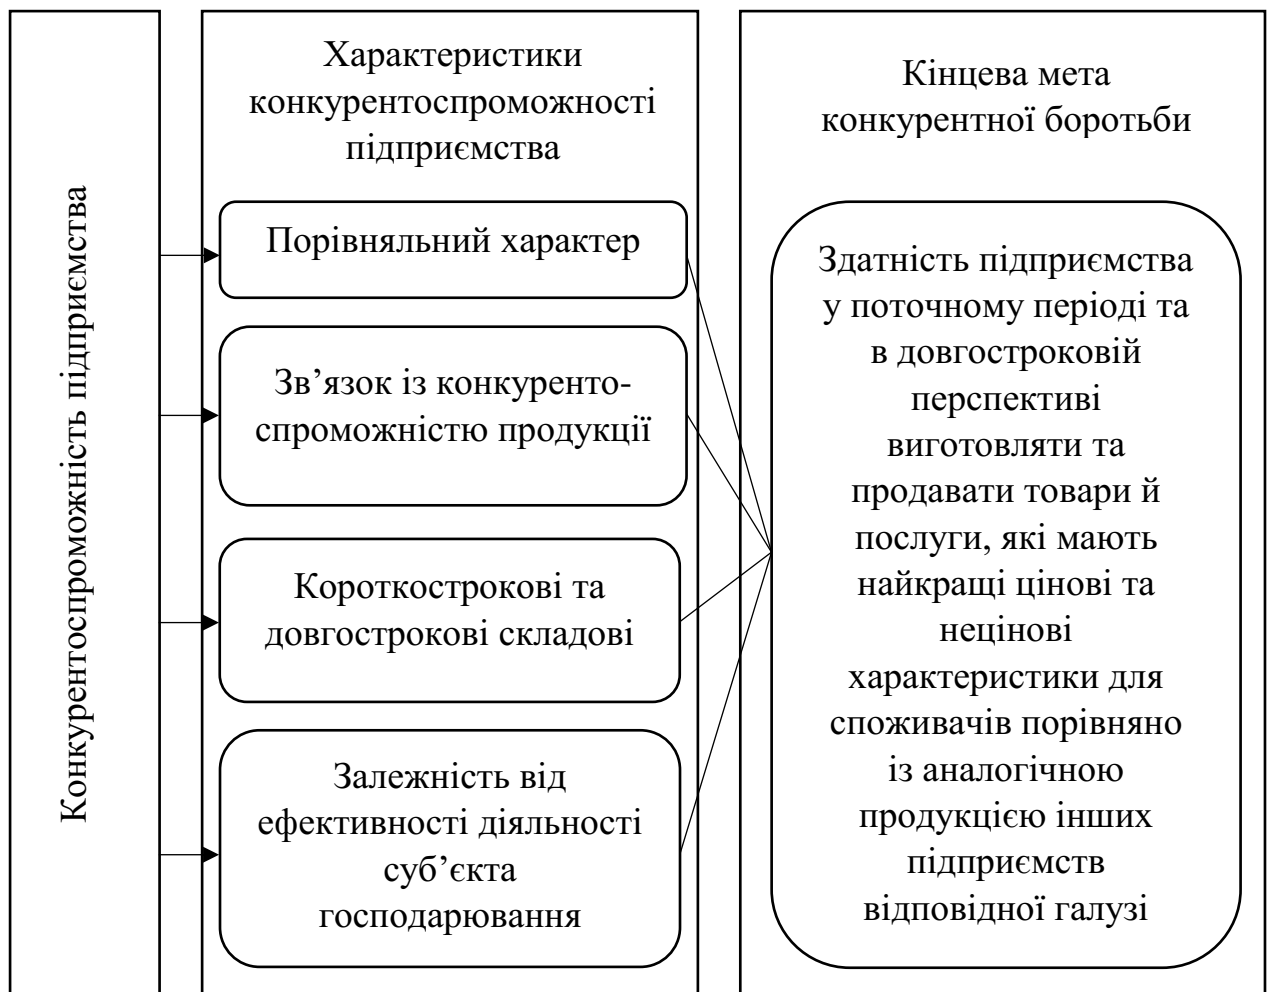 Конкурентоспроможність підприємства
Характеристики
конкурентоспроможності
підприємства
Порівняльний характер
Зв’язок із конкуренто-
спроможністю продукції
Короткострокові та
довгострокові складові
Залежність від
ефективності діяльності
суб’єкта
господарювання
Кінцева мета
конкурентної боротьби
Здатність підприємства
у поточному періоді та
в довгостроковій
перспективі
виготовляти та
продавати товари й
послуги, які мають
найкращі цінові та
нецінові
характеристики для
споживачів порівняно
із аналогічною
продукцією інших
підприємств
відповідної галузі